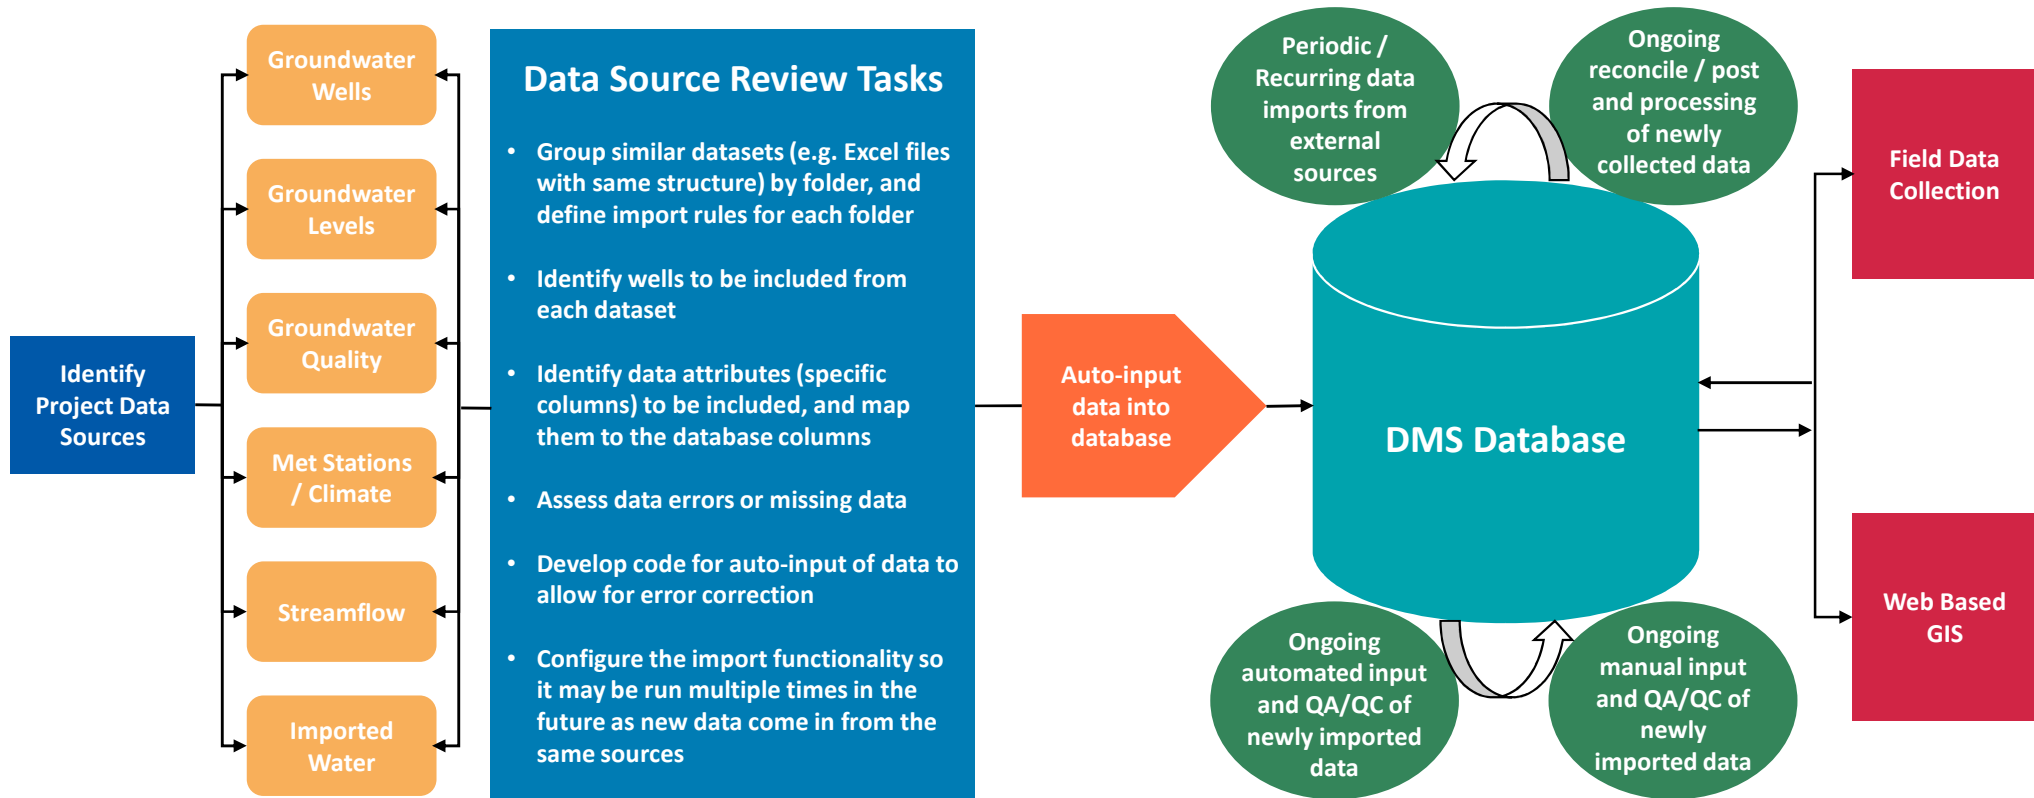 Identify
Project Data
Sources
Groundwater
Wells
Groundwater
Levels
Groundwater
Quality
Met Stations
/ Climate
Streamflow
Imported
Water
Data Source Review Tasks
• Group similar datasets (e.g. Excel files
with same structure) by folder, and
define import rules for each folder
• Identify wells to be included from
each dataset
• Identify data attributes (specific
columns) to be included, and map
them to the database columns
• Assess data errors or missing data
• Develop code for auto-input of data to
allow for error correction
• Configure the import functionality so
it may be run multiple times in the
future as new data come in from the
same sources
Auto-input
data into
database
Periodic /
Recurring data
imports from
external
sources
Ongoing
reconcile / post
and processing
of newly
collected data
DMS Database
Ongoing
automated input
and QA/QC of
newly imported
data
Ongoing
manual input
and QA/QC of
newly
imported data
Field Data
Collection
Web Based
GIS